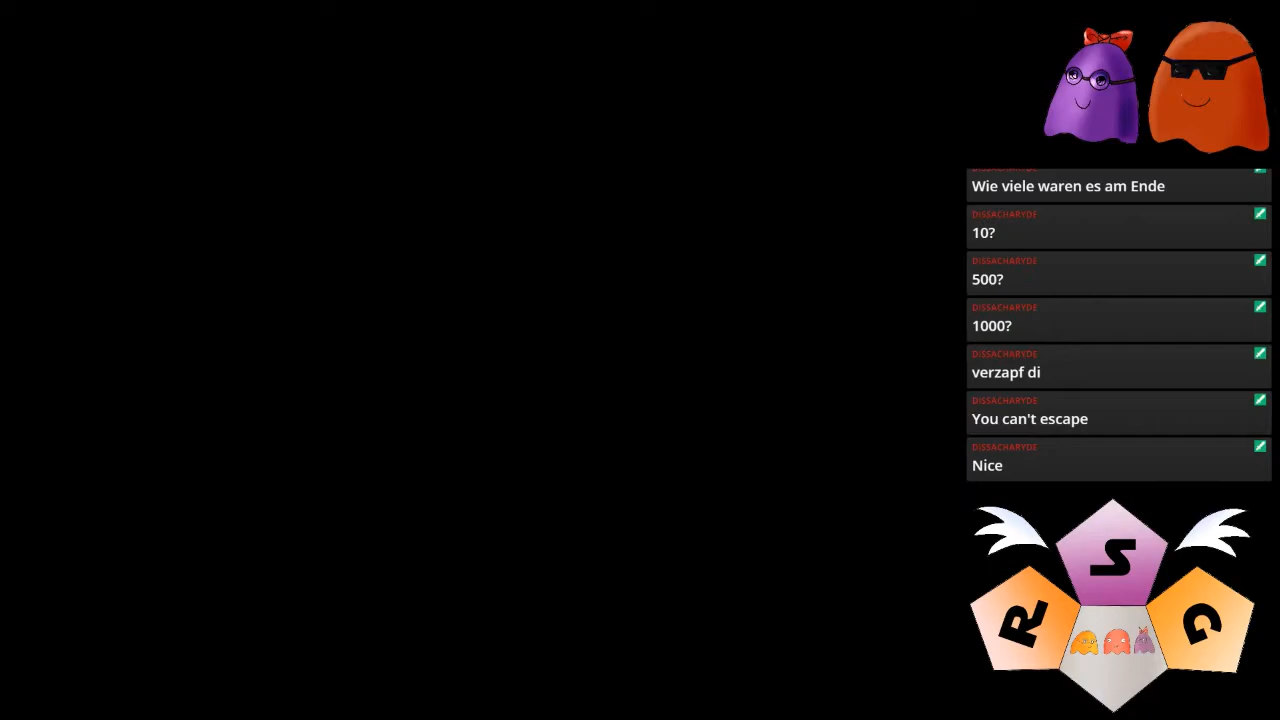 Wie viele waren es am Ende
DISSACHARYDE
10?
DISSACHARYDE
500?
DISSACHARYDE
1000?
DISSACHARYDE
verzapf di
DISSACHARYDE
You can't escape
DISSACHARYDE
Nice
S
R
G